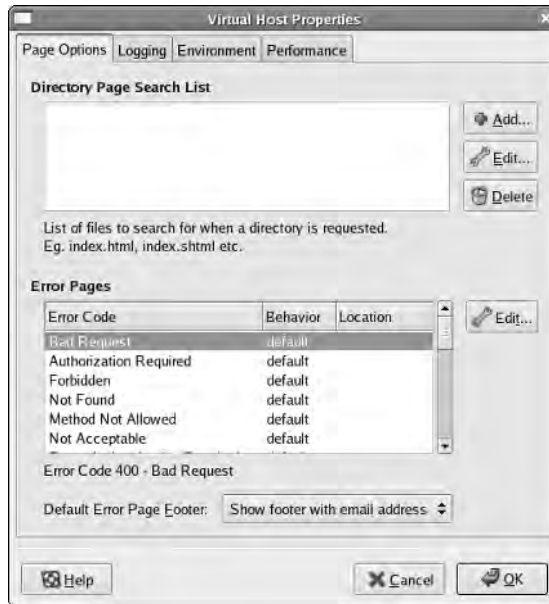 Virtual Host Properties
Page Options Logging Environment Performance
Directory Page Search List
Add...
Edit...
Delete
List of files to search for when a directory is requested.
Eg. index.html, index.shtml etc.
Error Pages
Error Code Behavior Location
Edit...
Bad Request default
Authorization Required default
Forbidden default
Not Found default
Method Not Allowed default
Not Acceptable default
Error Code 400 - Bad Request
Default Error Page Footer: Show footer with email address
Help Cancel OK